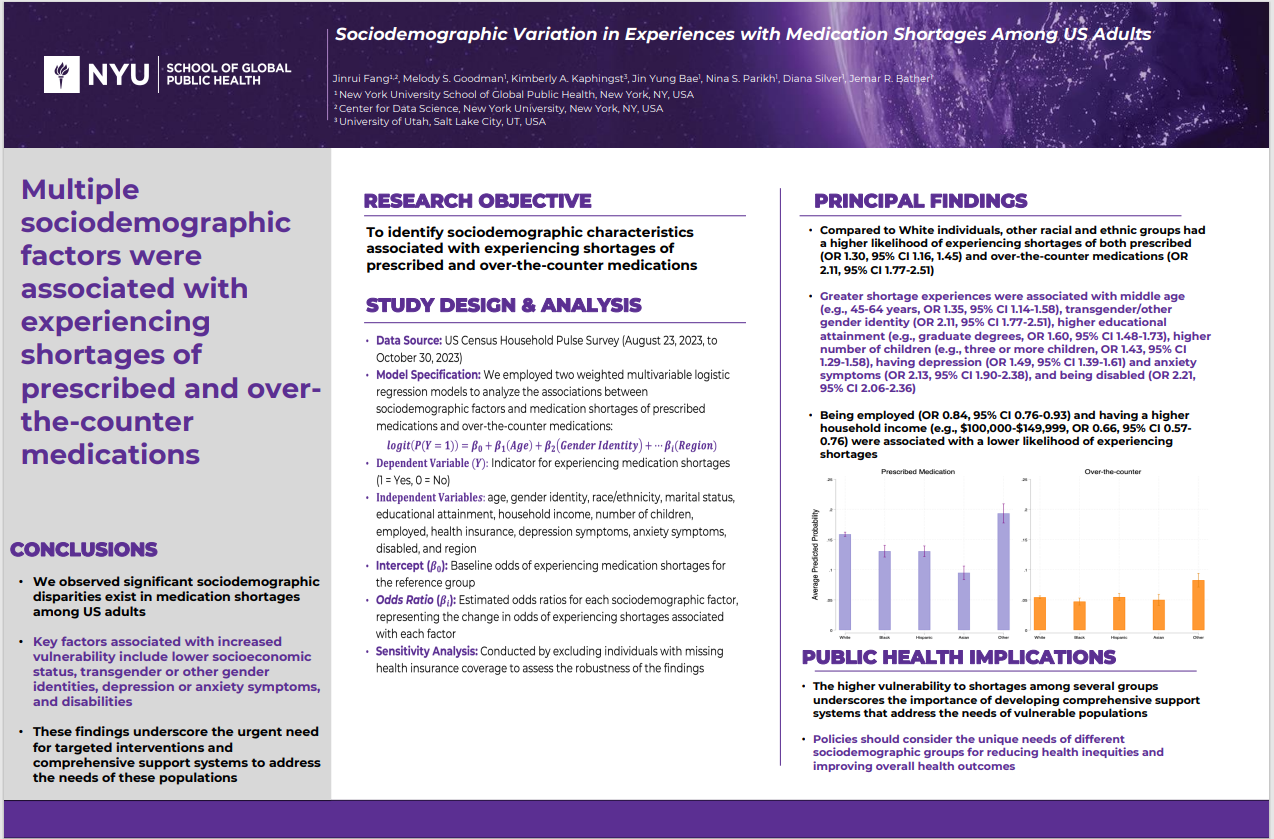 Sociodemographic Variation in Experiences with Medication Shortages Among US Adults
NYU
SCHOOL OF GLOBAL
PUBLIC HEALTH
Jinrui Fang¹,², Melody S. Goodman¹, Kimberly A. Kaphingst³, Jin Yung Bae¹, Nina S. Parikh¹, Diana Silver¹, Jemar R. Bather¹,
¹ New York University School of Global Public Health, New York, NY, USA
² Center for Data Science, New York University, New York, NY, USA
³ University of Utah, Salt Lake City, UT, USA
Multiple
sociodemographic
factors were
associated with
experiencing
shortages of
prescribed and over-
the-counter
medications
CONCLUSIONS
• We observed significant sociodemographic
disparities exist in medication shortages
among US adults
• Key factors associated with increased
vulnerability include lower socioeconomic
status, transgender or other gender
identities, depression or anxiety symptoms,
and disabilities
• These findings underscore the urgent need
for targeted interventions and
comprehensive support systems to address
the needs of these populations
RESEARCH OBJECTIVE
To identify sociodemographic characteristics
associated with experiencing shortages of
prescribed and over-the-counter medications
STUDY DESIGN & ANALYSIS
• Data Source: US Census Household Pulse Survey (August 23, 2023, to
October 30, 2023)
• Model Specification: We employed two weighted multivariable logistic
regression models to analyze the associations between
sociodemographic factors and medication shortages of prescribed
medications and over-the-counter medications:
logit(P(Y = 1)) = β₀ + β₁(Age) + β₂(Gender Identity) + ⋯ βᵢ(Region)
• Dependent Variable (Y): Indicator for experiencing medication shortages
(1 = Yes, 0 = No)
• Independent Variables: age, gender identity, race/ethnicity, marital status,
educational attainment, household income, number of children,
employed, health insurance, depression symptoms, anxiety symptoms,
disabled, and region
• Intercept (β₀): Baseline odds of experiencing medication shortages for
the reference group
• Odds Ratio (βᵢ): Estimated odds ratios for each sociodemographic factor,
representing the change in odds of experiencing shortages associated
with each factor
• Sensitivity Analysis: Conducted by excluding individuals with missing
health insurance coverage to assess the robustness of the findings
PRINCIPAL FINDINGS
• Compared to White individuals, other racial and ethnic groups had
a higher likelihood of experiencing shortages of both prescribed
(OR 1.30, 95% CI 1.16, 1.45) and over-the-counter medications (OR
2.11, 95% CI 1.77-2.51)
• Greater shortage experiences were associated with middle age
(e.g., 45-64 years, OR 1.35, 95% CI 1.14-1.58), transgender/other
gender identity (OR 2.11, 95% CI 1.77-2.51), higher educational
attainment (e.g., graduate degrees, OR 1.60, 95% CI 1.48-1.73), higher
number of children (e.g., three or more children, OR 1.43, 95% CI
1.29-1.58), having depression (OR 1.49, 95% CI 1.39-1.61) and anxiety
symptoms (OR 2.13, 95% CI 1.90-2.38), and being disabled (OR 2.21,
95% CI 2.06-2.36)
• Being employed (OR 0.84, 95% CI 0.76-0.93) and having a higher
household income (e.g., $100,000-$149,999, OR 0.66, 95% CI 0.57-
0.76) were associated with a lower likelihood of experiencing
shortages
Prescribed Medication
Average Predicted Probability
.25
.2
.15
.1
.05
0
White Black Hispanic Asian Other
Over-the-counter
.25
.2
.15
.1
.05
0
White Black Hispanic Asian Other
PUBLIC HEALTH IMPLICATIONS
• The higher vulnerability to shortages among several groups
underscores the importance of developing comprehensive support
systems that address the needs of vulnerable populations
• Policies should consider the unique needs of different
sociodemographic groups for reducing health inequities and
improving overall health outcomes